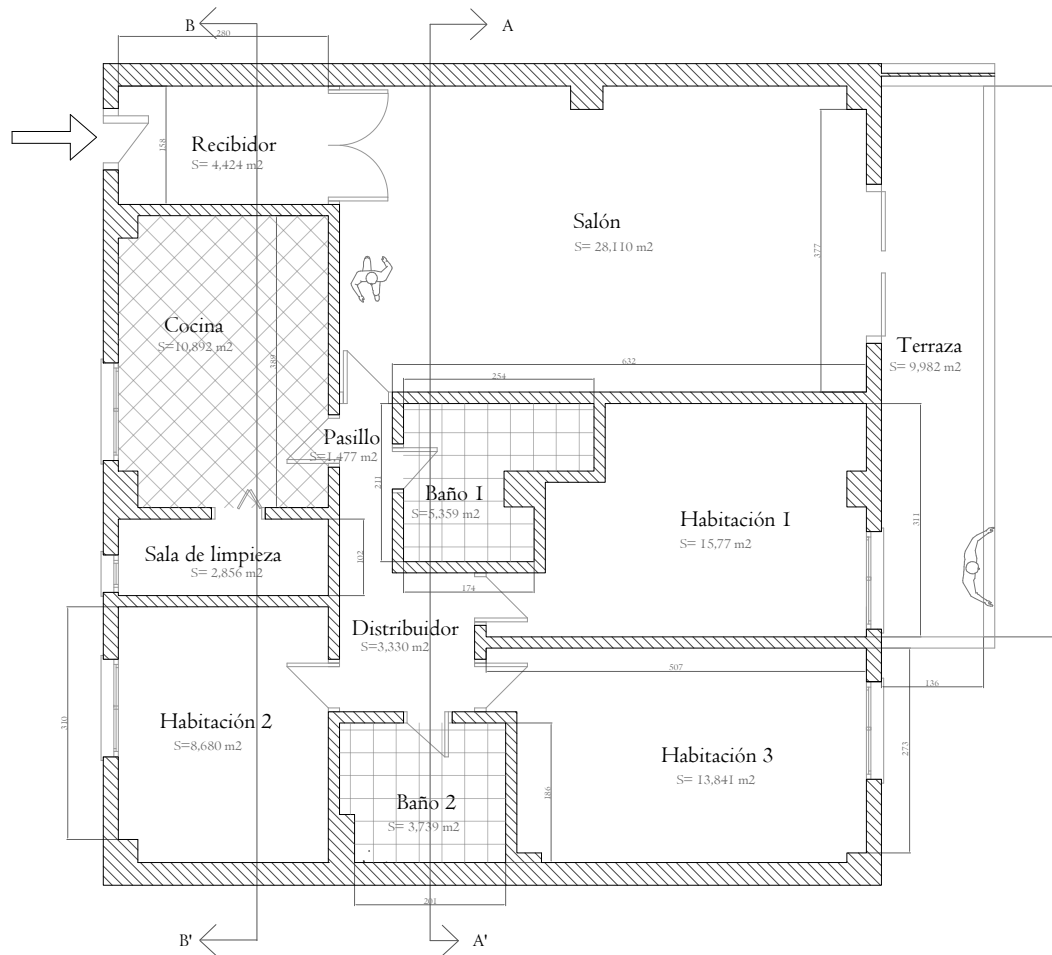 B
A
280
158
Recibidor
S= 4,424 m2
Salón
S= 28,110 m2
377
Cocina
S=10,892 m2
389
Terraza
S= 9,982 m2
632
254
Pasillo
S=1,477 m2
211
Baño 1
S=5,359 m2
Habitación 1
S= 15,77 m2
311
Sala de limpieza
S= 2,856 m2
102
174
Distribuidor
S=3,330 m2
507
136
310
Habitación 2
S=8,680 m2
Habitación 3
S= 13,841 m2
273
186
Baño 2
S= 3,739 m2
201
B'
A'